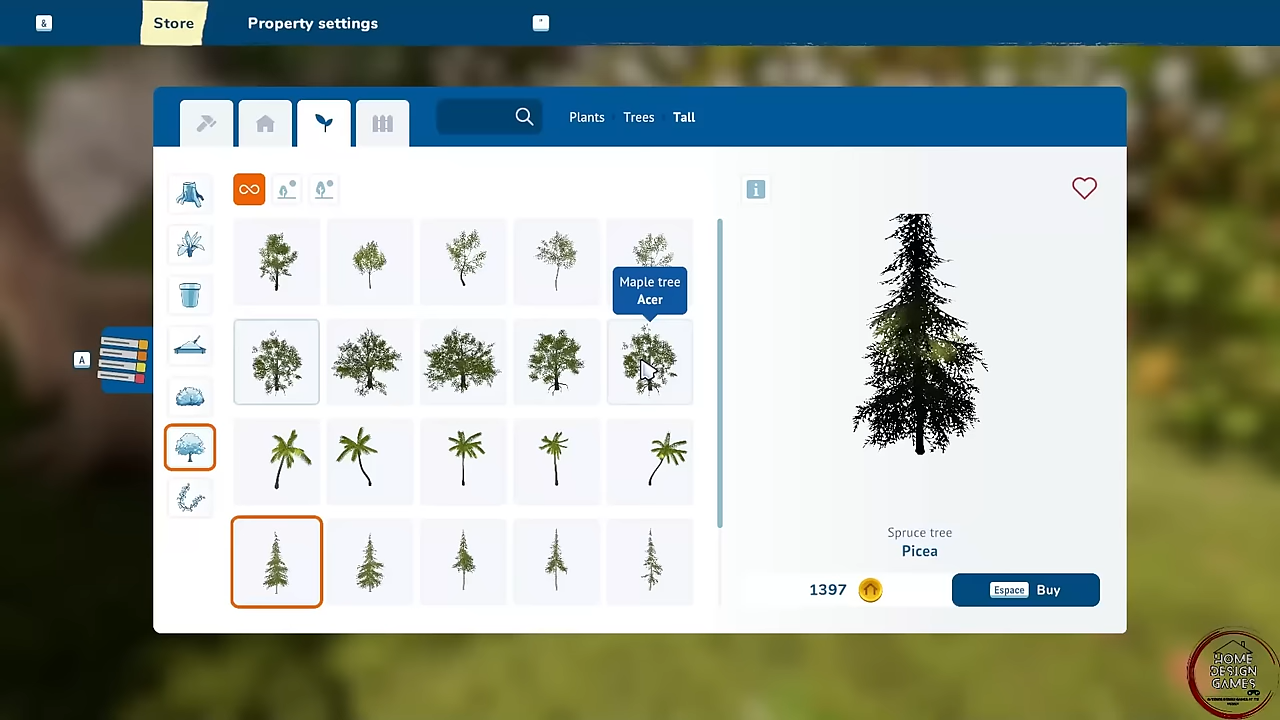 &
Store
Property settings
"
Plants
Trees
Tall
Maple tree
Acer
A
Spruce tree
Picea
1397
Espace
Buy
HOME
DESIGN
GAMES